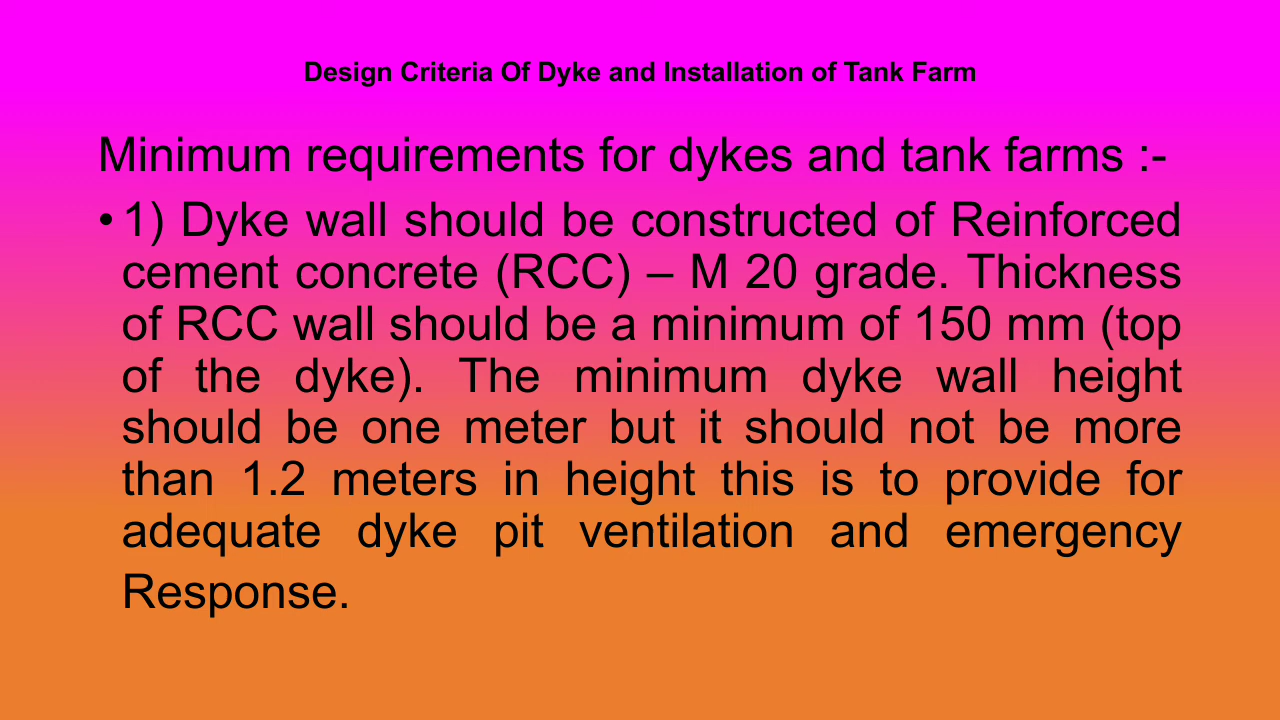 Design Criteria Of Dyke and Installation of Tank Farm
Minimum requirements for dykes and tank farms :-
• 1) Dyke wall should be constructed of Reinforced
cement concrete (RCC) – M 20 grade. Thickness
of RCC wall should be a minimum of 150 mm (top
of the dyke). The minimum dyke wall height
should be one meter but it should not be more
than 1.2 meters in height this is to provide for
adequate dyke pit ventilation and emergency
Response.